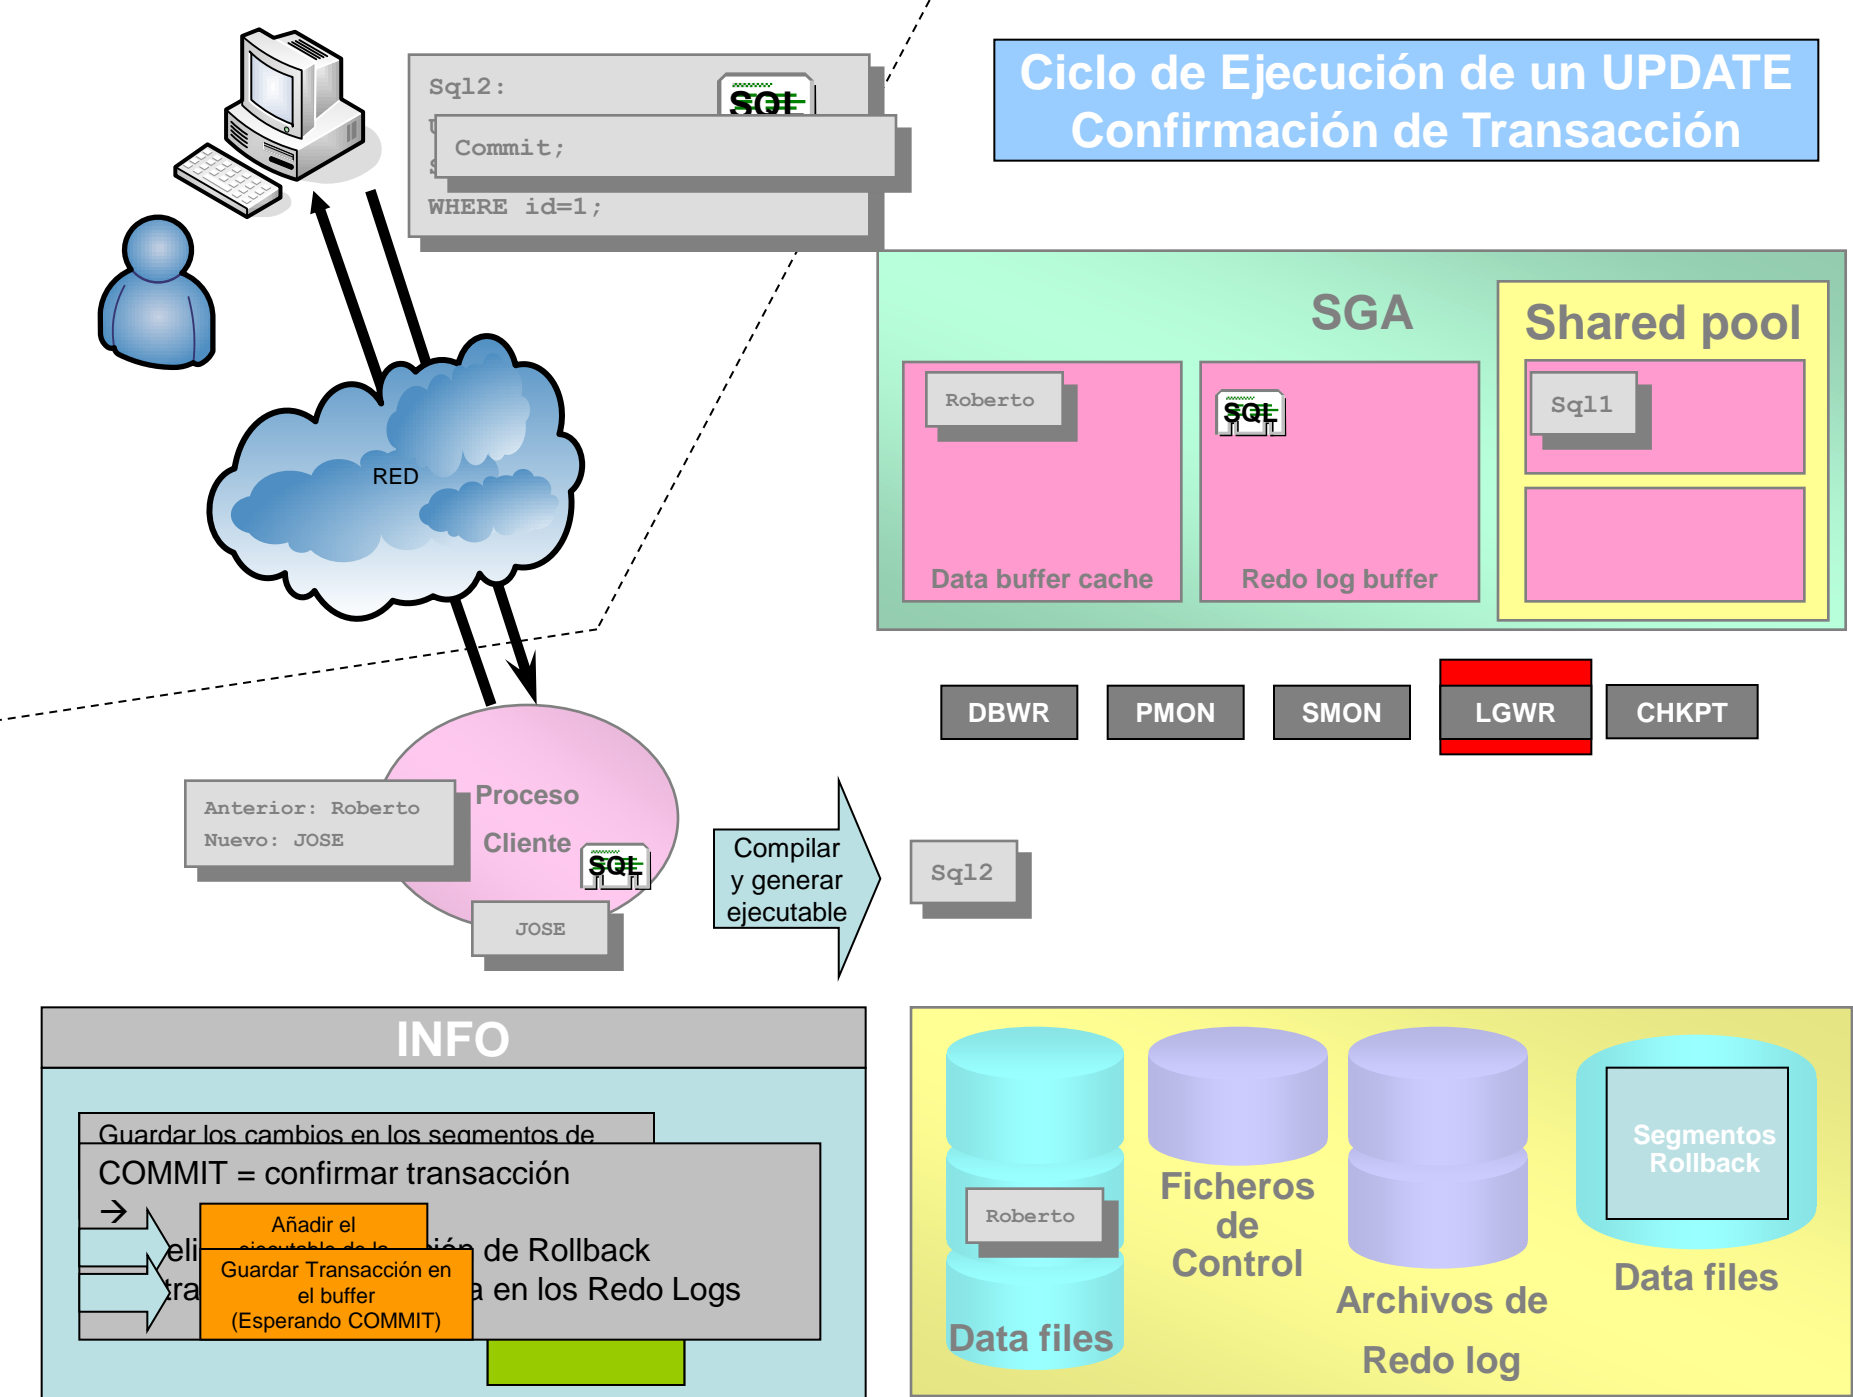 Ciclo de Ejecución de un UPDATE
Confirmación de Transacción
Sql2:
SQL
Commit;
WHERE id=1;
SGA
Shared pool
Roberto
SQL
Sql1
Data buffer cache
Redo log buffer
RED
DBWR
PMON
SMON
LGWR
CHKPT
Proceso
Cliente
Anterior: Roberto
Nuevo: JOSE
SQL
JOSE
Compilar
y generar
ejecutable
Sql2
INFO
Guardar los cambios en los segmentos de
COMMIT = confirmar transacción
→
Añadir el
ejecutable de la
de Rollback
Guardar Transacción en
el buffer
(Esperando COMMIT)
en los Redo Logs
Roberto
Data files
Ficheros
de
Control
Archivos de
Redo log
Segmentos
Rollback
Data files